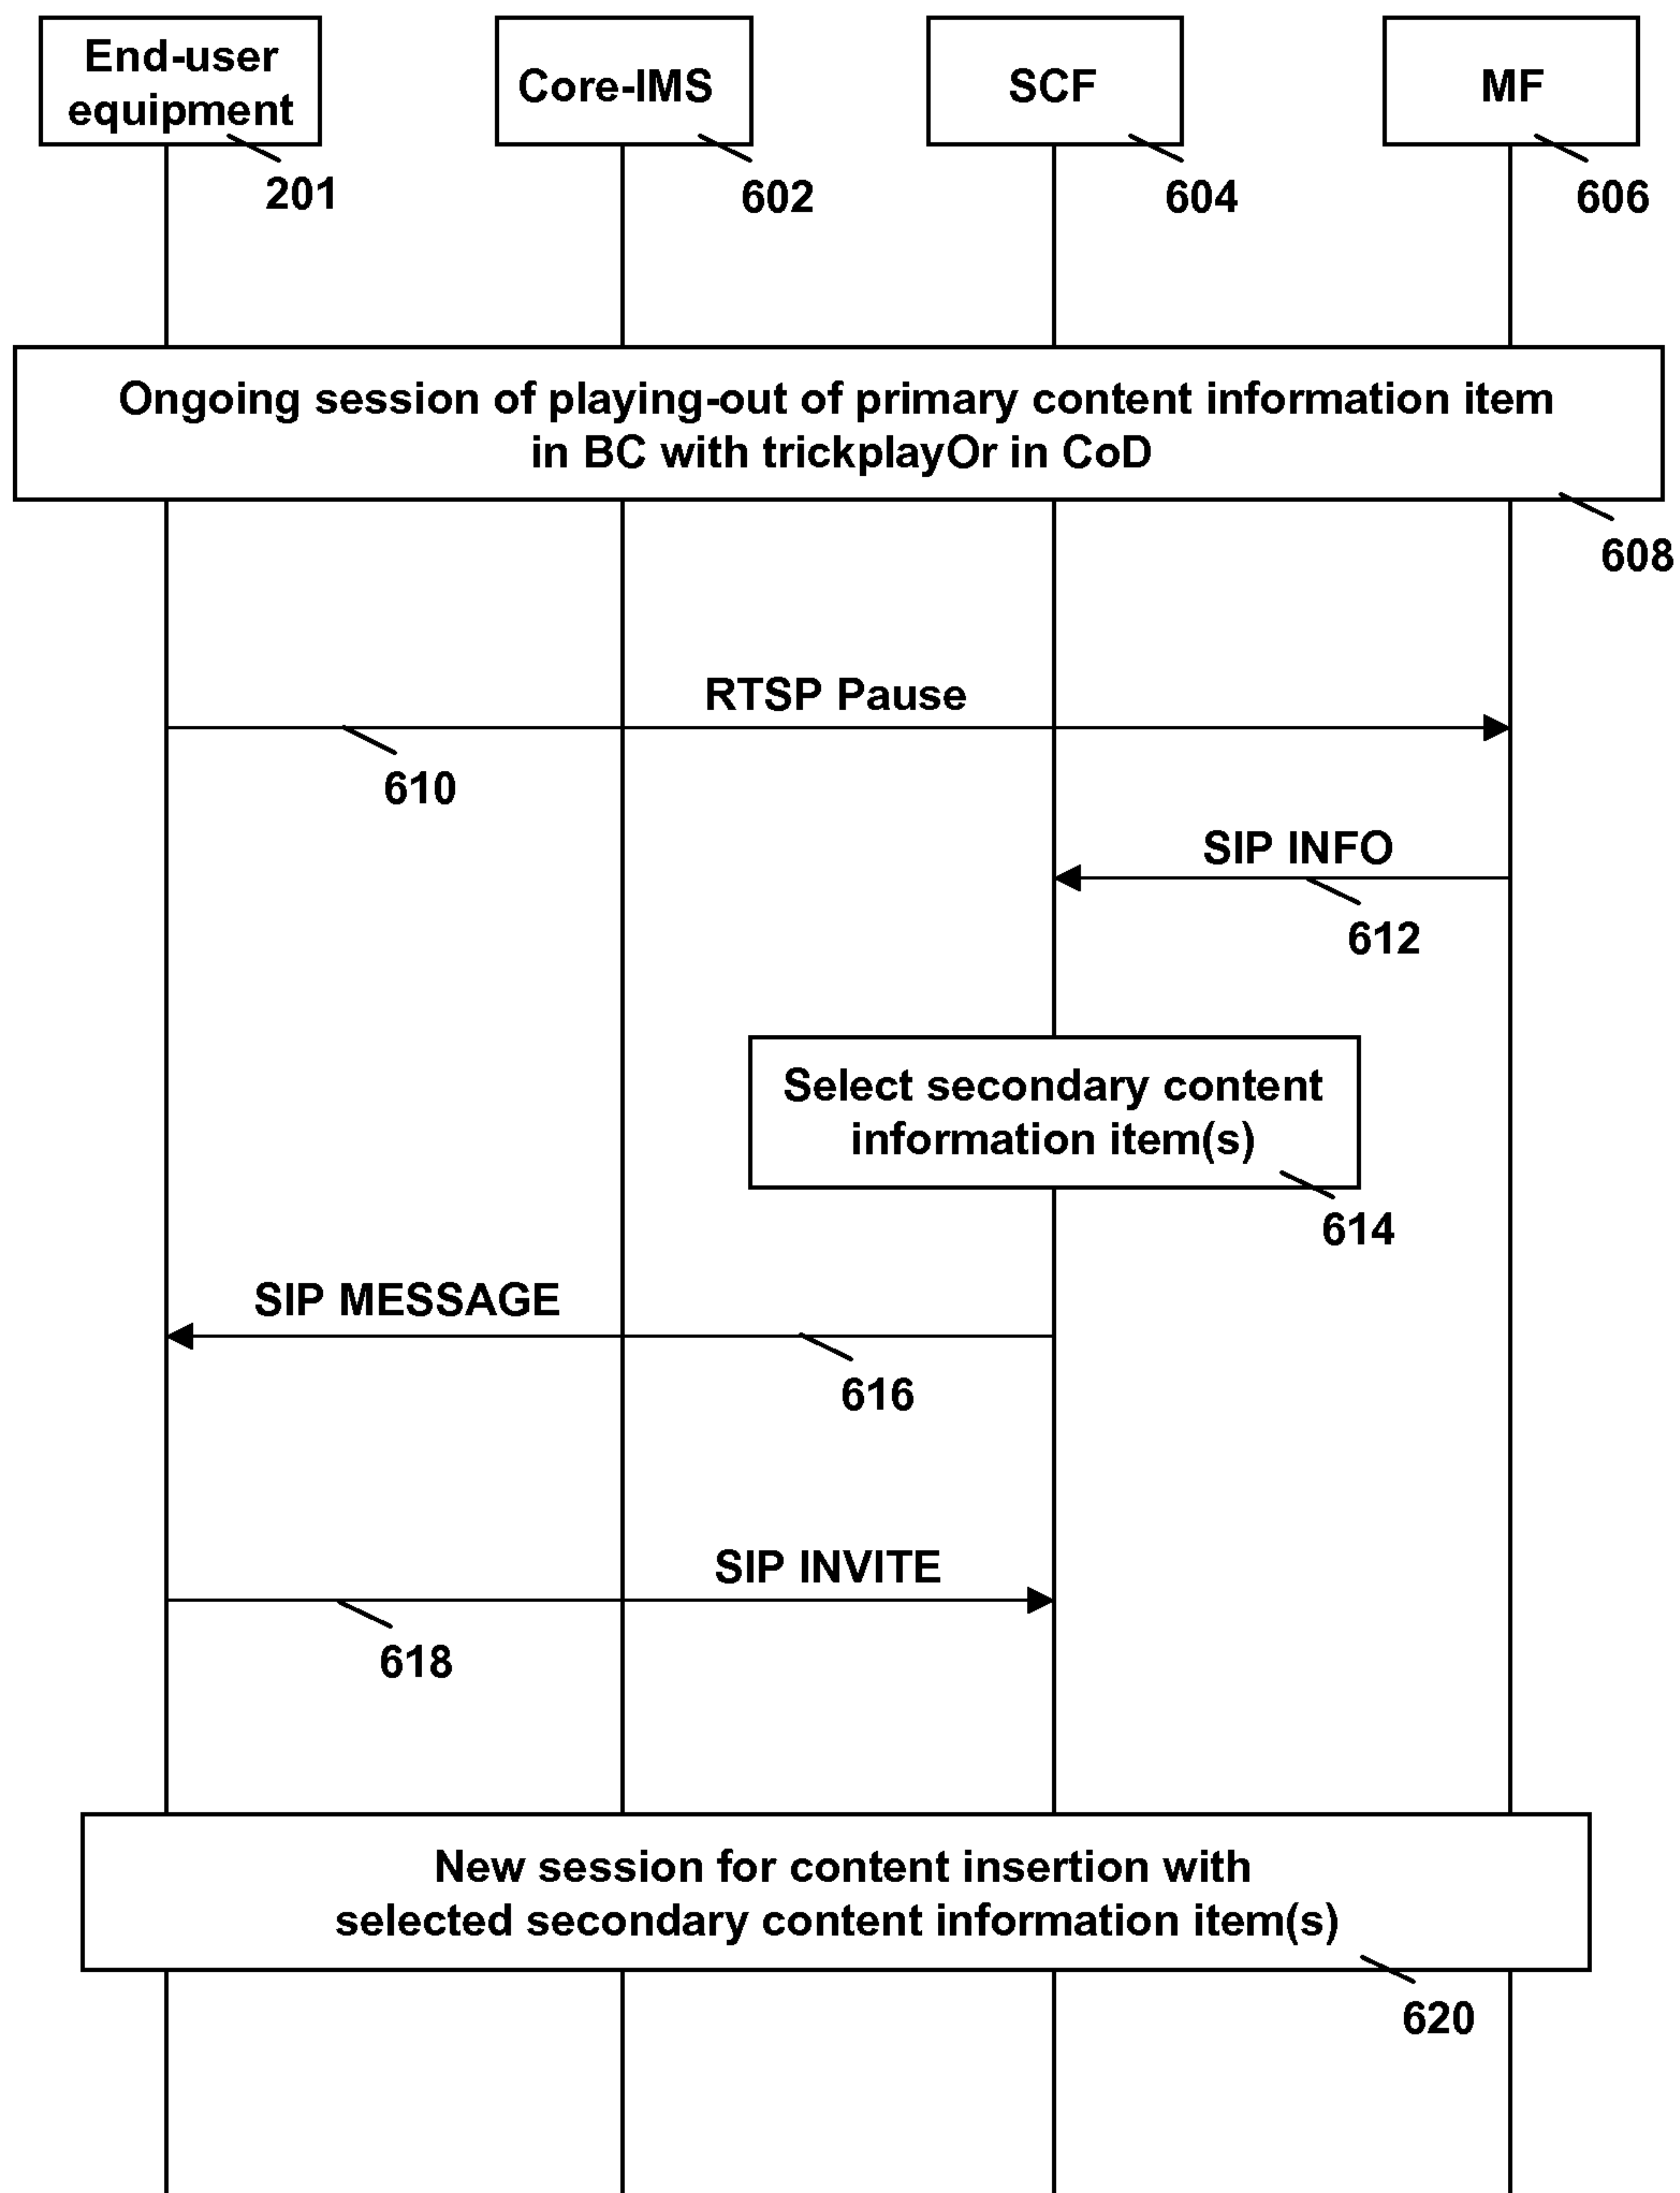 End-user
equipment
Core-IMS
SCF
MF
201
602
604
606
Ongoing session of playing-out of primary content information item
in BC with trickplayOr in CoD
608
RTSP Pause
610
SIP INFO
612
Select secondary content
information item(s)
614
SIP MESSAGE
616
SIP INVITE
618
New session for content insertion with
selected secondary content information item(s)
620